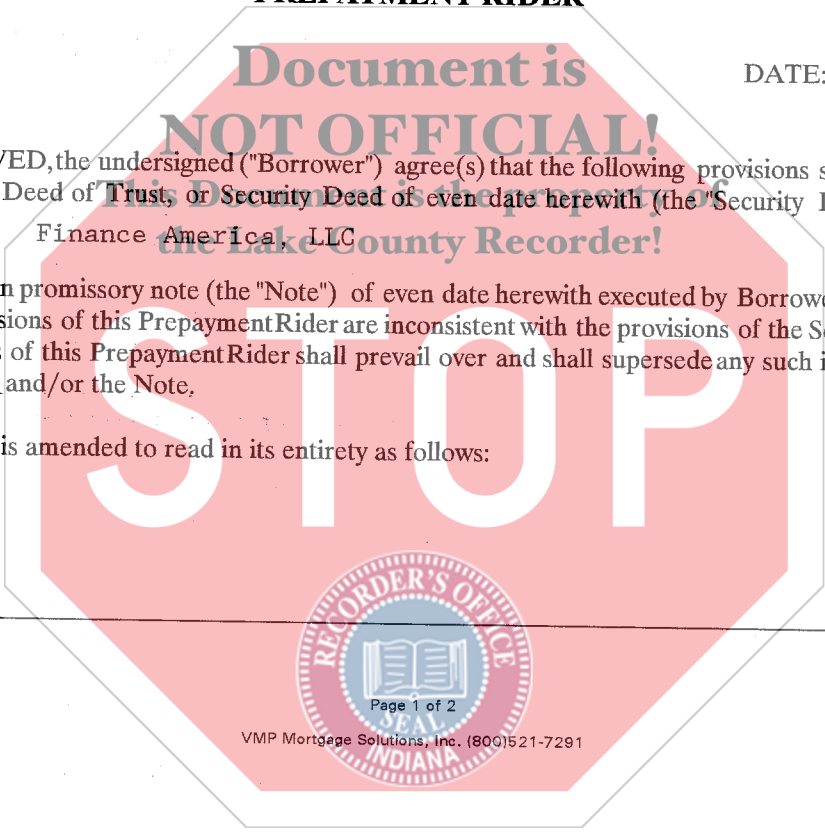 PREPAYMENT RIDER
Document is
DATE:
NOT OFFICIAL!
VED, the undersigned ("Borrower") agree(s) that the following provisions s
This Document is the property of
Deed of Trust, or Security Deed of even date herewith (the "Security I
Finance America, LLC
the Lake County Recorder!
n promissory note (the "Note") of even date herewith executed by Borrowe
sions of this Prepayment Rider are inconsistent with the provisions of the Se
s of this Prepayment Rider shall prevail over and shall supersede any such i
and/or the Note.
is amended to read in its entirety as follows:
STOP
RECORDER'S OFFICE
Page 1 of 2
SEAL
VMP Mortgage Solutions, Inc. (800)521-7291
INDIANA